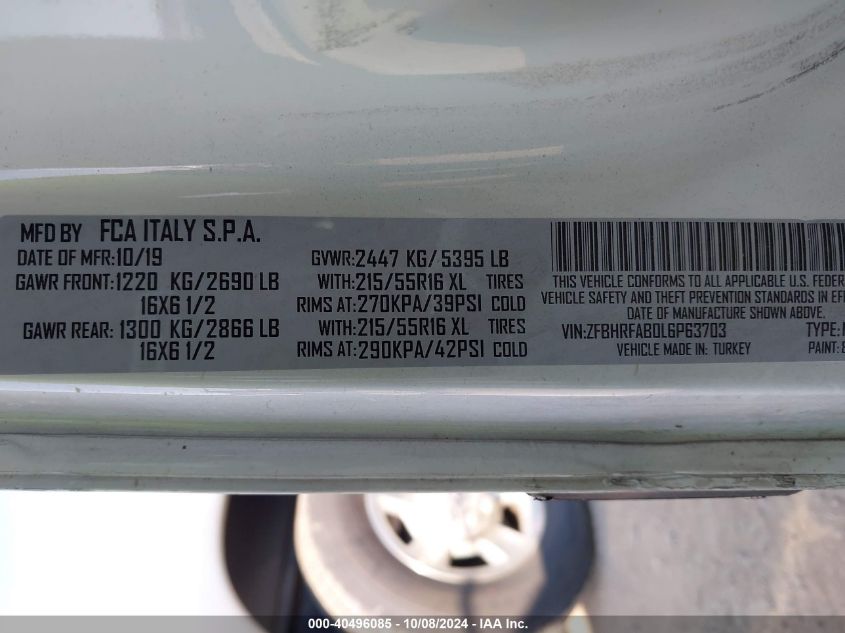 MFD BY FCA ITALY S.P.A.
DATE OF MFR:10/19 GVWR:2447 KG/ 5395 LB
GAWR FRONT:1220 KG/2690 LB WITH:215/55R16 XL TIRES
16X6 1/2 RIMS AT:270KPA/39PSI COLD
GAWR REAR: 1300 KG/2866 LB WITH:215/55R16 XL TIRES
16X6 1/2 RIMS AT:290KPA/42PSI COLD
THIS VEHICLE CONFORMS TO ALL APPLICABLE U.S. FEDER
VEHICLE SAFETY AND THEFT PREVENTION STANDARDS IN EF
DATE OF MANUFACTURE SHOWN ABOVE
VIN:ZFBHRFAB0L6P63703 TYPE:
VEHICLE MADE IN: TURKEY PAINT:
000-40496085 - 10/08/2024 - IAA Inc.